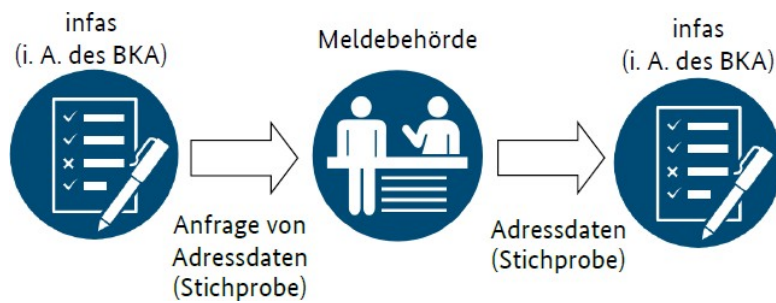 infas
(i. A. des BKA)
Anfrage von
Adressdaten
(Stichprobe)
Meldebehörde
Adressdaten
(Stichprobe)
infas
(i. A. des BKA)